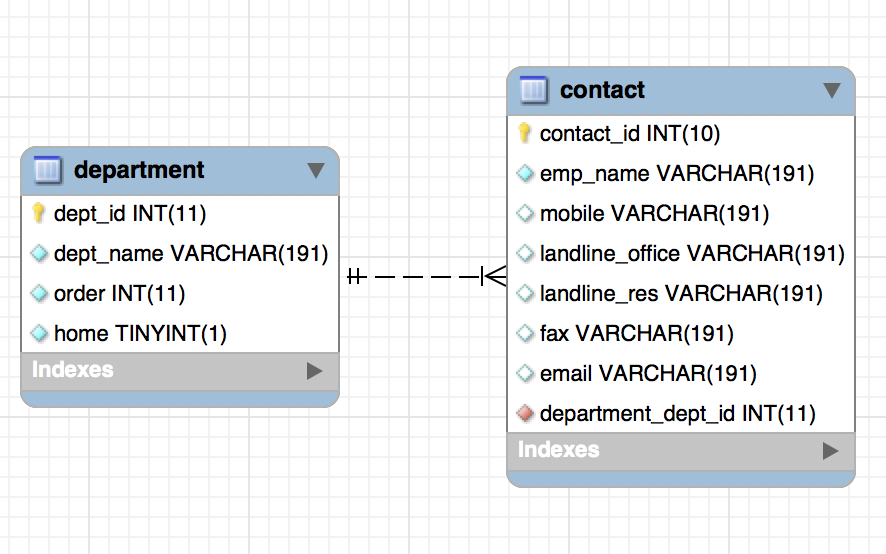 department
dept_id INT(11)
dept_name VARCHAR(191)
order INT(11)
home TINYINT(1)
Indexes
contact
contact_id INT(10)
emp_name VARCHAR(191)
mobile VARCHAR(191)
landline_office VARCHAR(191)
landline_res VARCHAR(191)
fax VARCHAR(191)
email VARCHAR(191)
department_dept_id INT(11)
Indexes